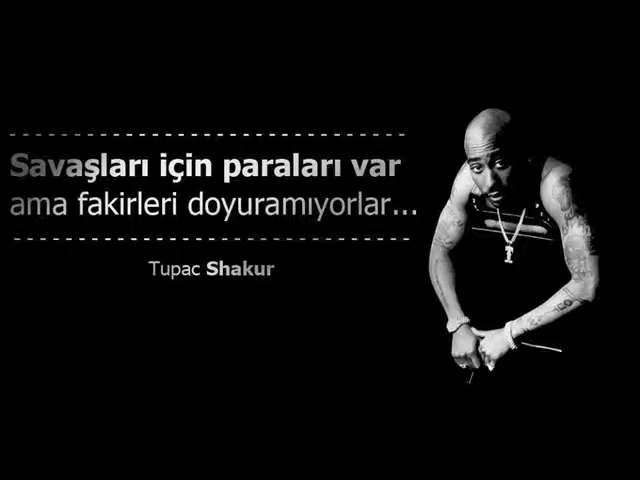 Savaşları için paraları var
ama fakirleri doyuramıyorlar...
Tupac Shakur